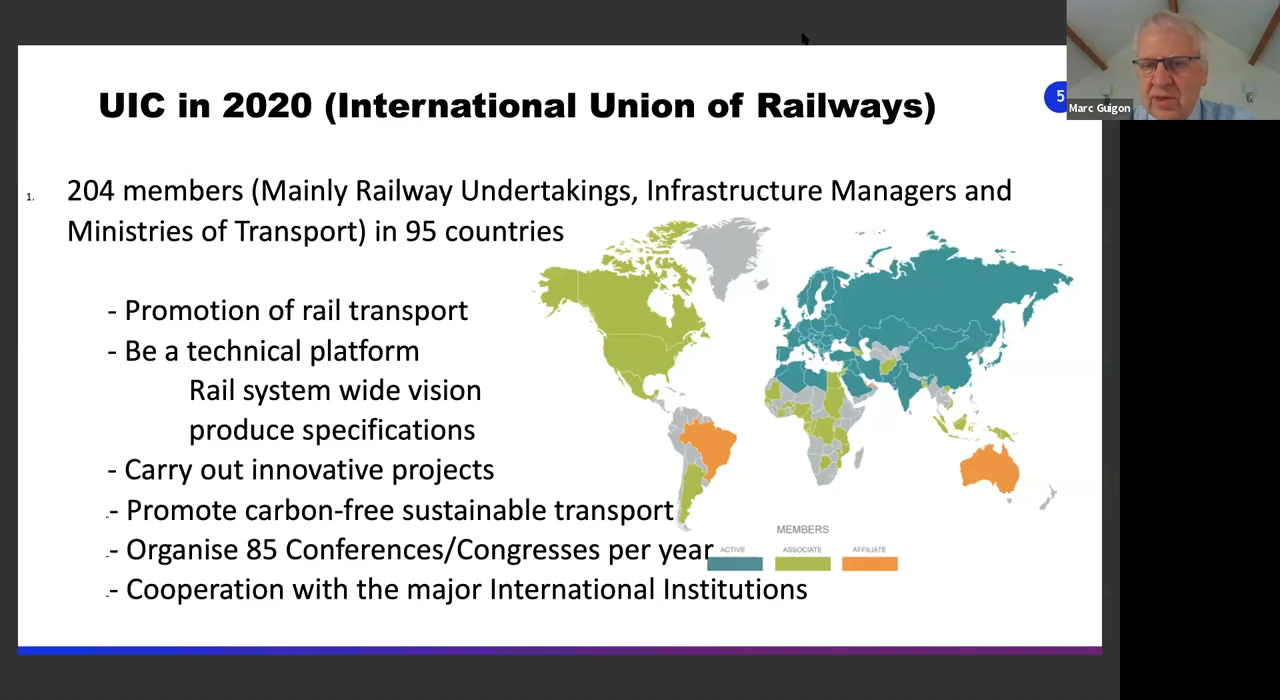 UIC in 2020 (International Union of Railways)
5
Marc Guigon
1. 204 members (Mainly Railway Undertakings, Infrastructure Managers and
Ministries of Transport) in 95 countries
- Promotion of rail transport
- Be a technical platform
Rail system wide vision
produce specifications
- Carry out innovative projects
- Promote carbon-free sustainable transport
- Organise 85 Conferences/Congresses per year
- Cooperation with the major International Institutions
MEMBERS
ACTIVE ASSOCIATE AFFILIATE